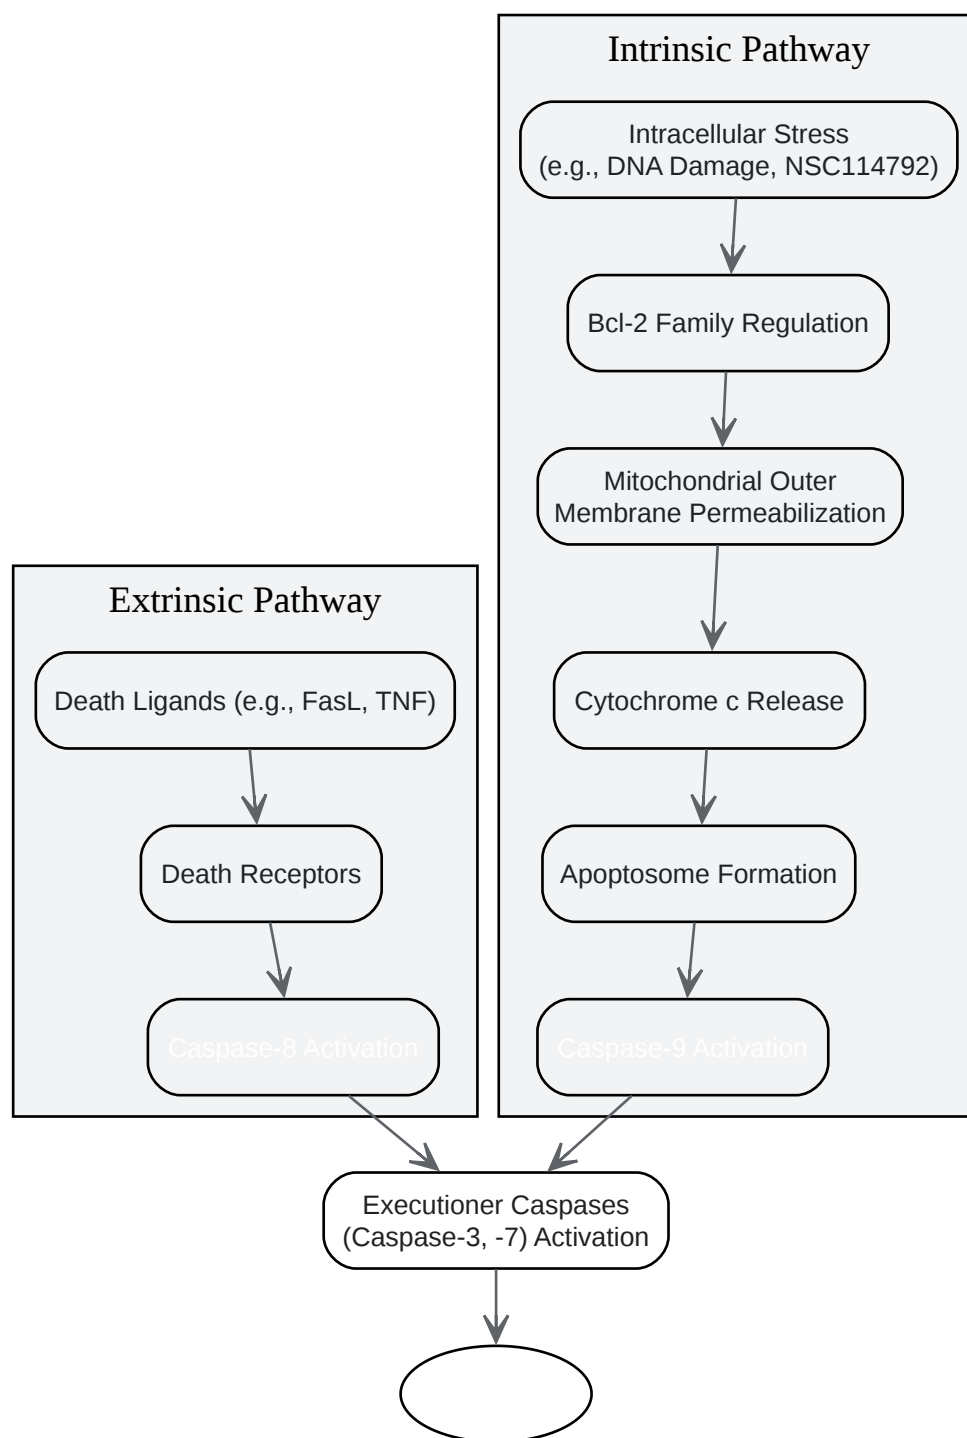 Intrinsic Pathway
Intracellular Stress
(e.g., DNA Damage, NSC114792)
Bcl-2 Family Regulation
Mitochondrial Outer
Membrane Permeabilization
Extrinsic Pathway
Death Ligands (e.g., FasL, TNF)
Cytochrome c Release
Death Receptors
Apoptosome Formation
Caspase-8 Activation
Caspase-9 Activation
Executioner Caspases
(Caspase-3, -7) Activation